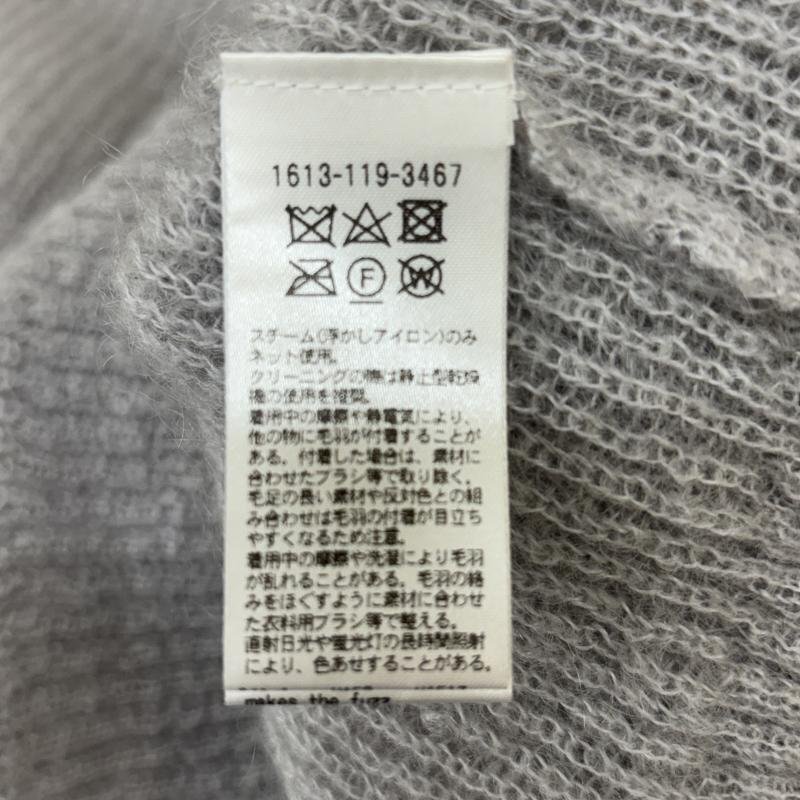 1613-119-3467
F
W
スチーム(浮かしアイロン)のみ
ネット使用。
クリーニングの際は静止型乾燥
機の使用を推奨。
着用中の摩擦や静電気により、
他の物に毛羽が付着することが
ある。付着した場合は、素材に
合わせたブラシ等で取り除く。
毛足の長い素材や反対色との組
み合わせは毛羽の付着が目立ち
やすくなるため注意。
着用中の摩擦や洗濯により毛羽
が乱れることがある。毛羽の絡
みをほぐすように素材に合わせ
た衣料用ブラシ等で整える。
直射日光や蛍光灯の長時間照射
により、色あせすることがある。
makes the fuzz